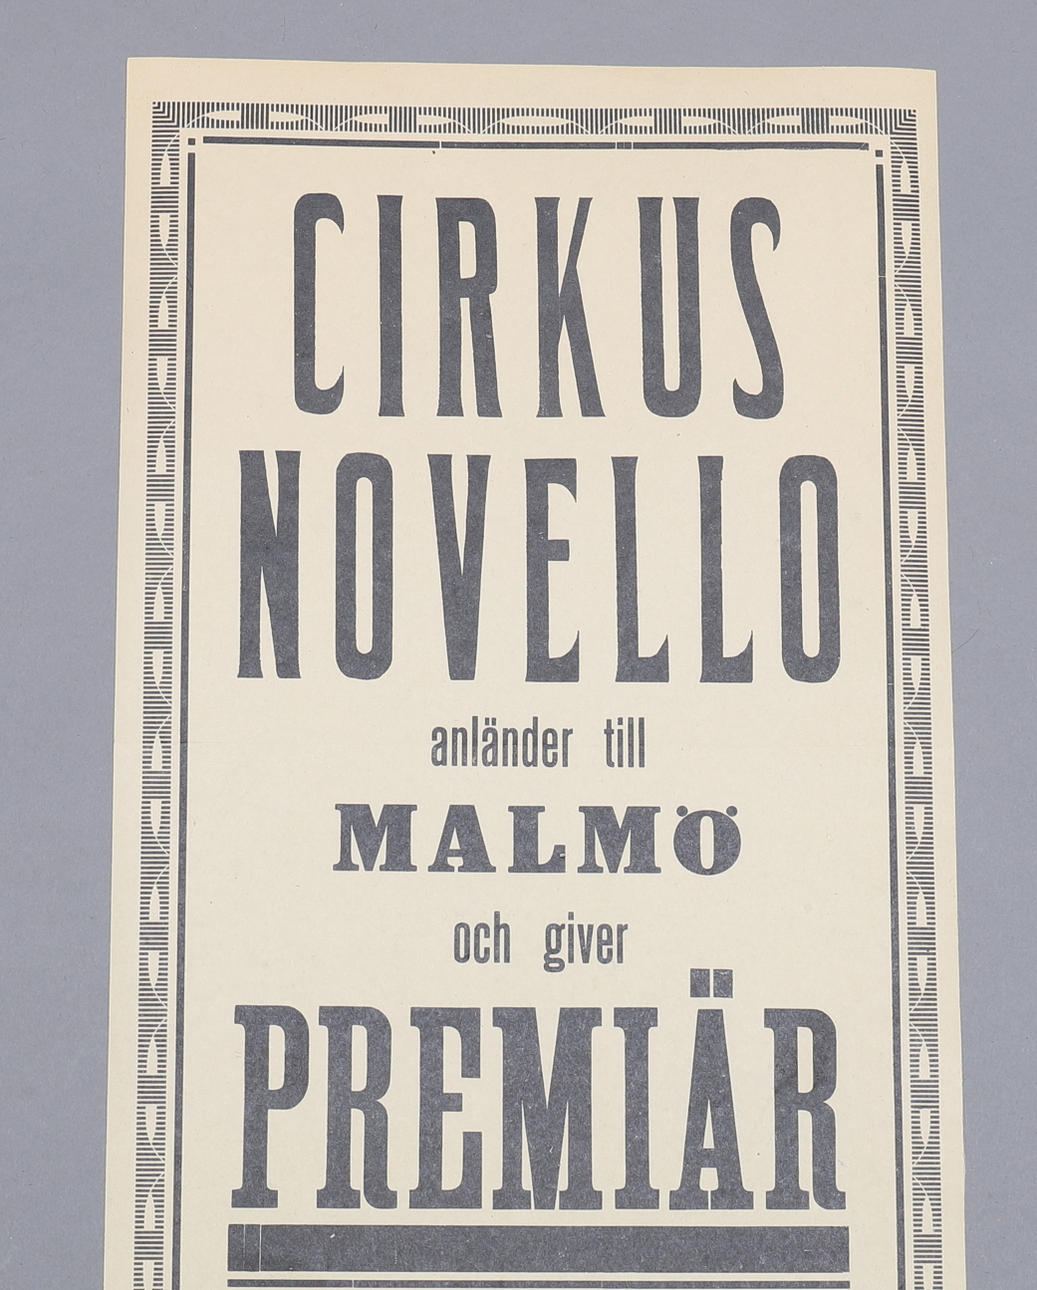 CIRKUS
NOVELLO
anländer till
MALMÖ
och giver
PREMIÄR